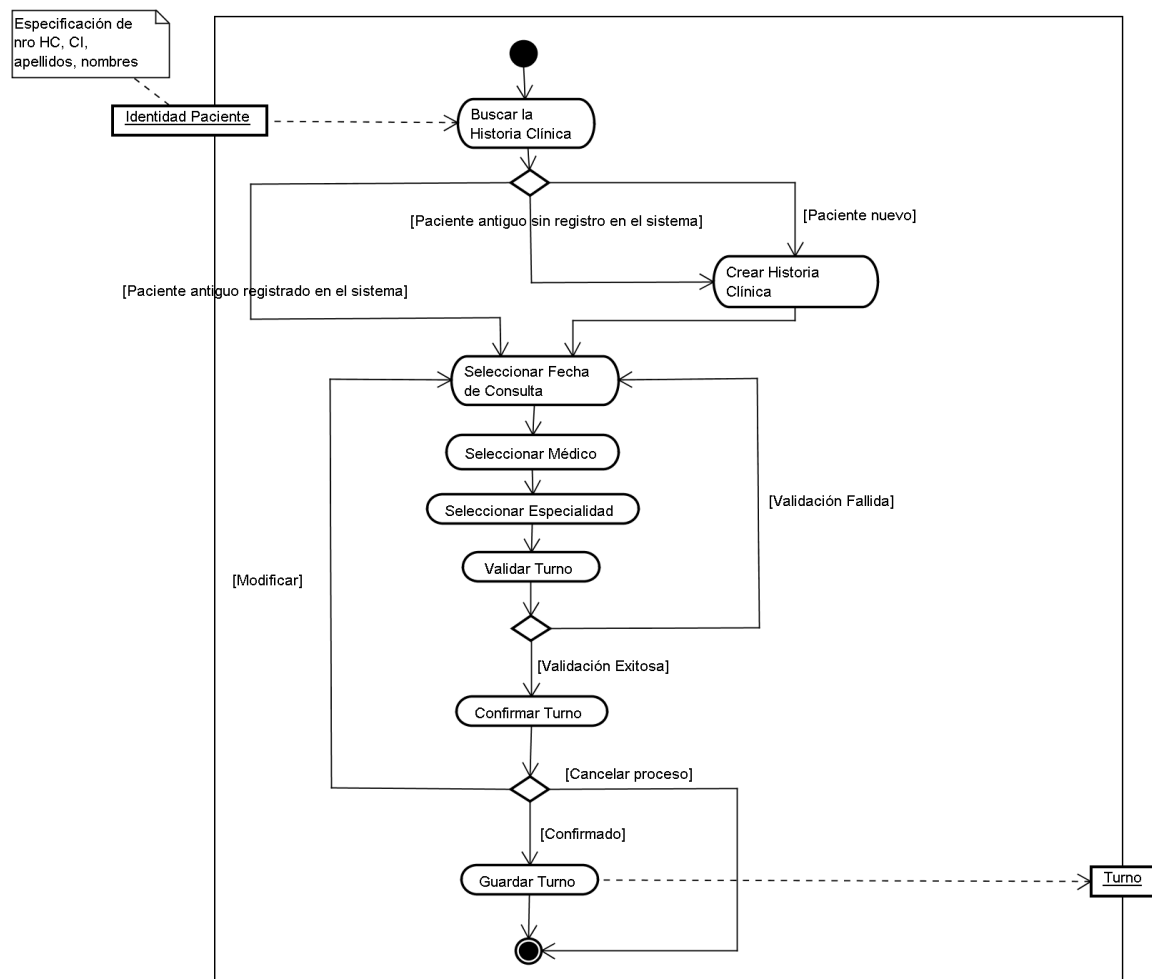 Especificación de
nro HC, CI,
apellidos, nombres
Identidad Paciente
Buscar la
Historia Clínica
[Paciente antiguo sin registro en el sistema]
[Paciente nuevo]
Crear Historia
Clínica
[Paciente antiguo registrado en el sistema]
Seleccionar Fecha
de Consulta
Seleccionar Médico
Seleccionar Especialidad
[Validación Fallida]
Validar Turno
[Modificar]
[Validación Exitosa]
Confirmar Turno
[Cancelar proceso]
[Confirmado]
Guardar Turno
Turno